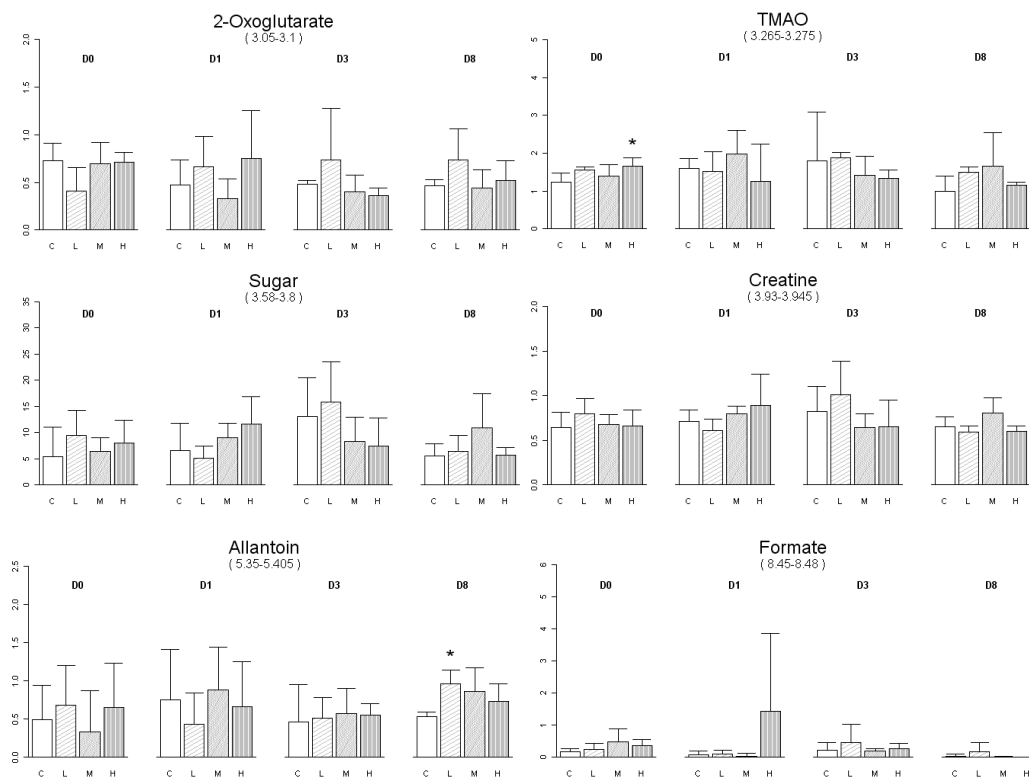 2-Oxoglutarate
( 3.05-3.1 )
D0 D1 D3 D8
2.0
1.5
1.0
0.5
0.0
C L M H C L M H C L M H C L M H
TMAO
( 3.265-3.275 )
D0 D1 D3 D8
5
4
3
2
1
0
*
C L M H C L M H C L M H C L M H
Sugar
( 3.58-3.8 )
D0 D1 D3 D8
35
30
25
20
15
10
5
0
C L M H C L M H C L M H C L M H
Creatine
( 3.93-3.945 )
D0 D1 D3 D8
2.0
1.5
1.0
0.5
0.0
C L M H C L M H C L M H C L M H
Allantoin
( 5.35-5.405 )
D0 D1 D3 D8
2.5
2.0
1.5
1.0
0.5
0.0
*
C L M H C L M H C L M H C L M H
Formate
( 8.45-8.48 )
D0 D1 D3 D8
6
5
4
3
2
1
0
C L M H C L M H C L M H C L M